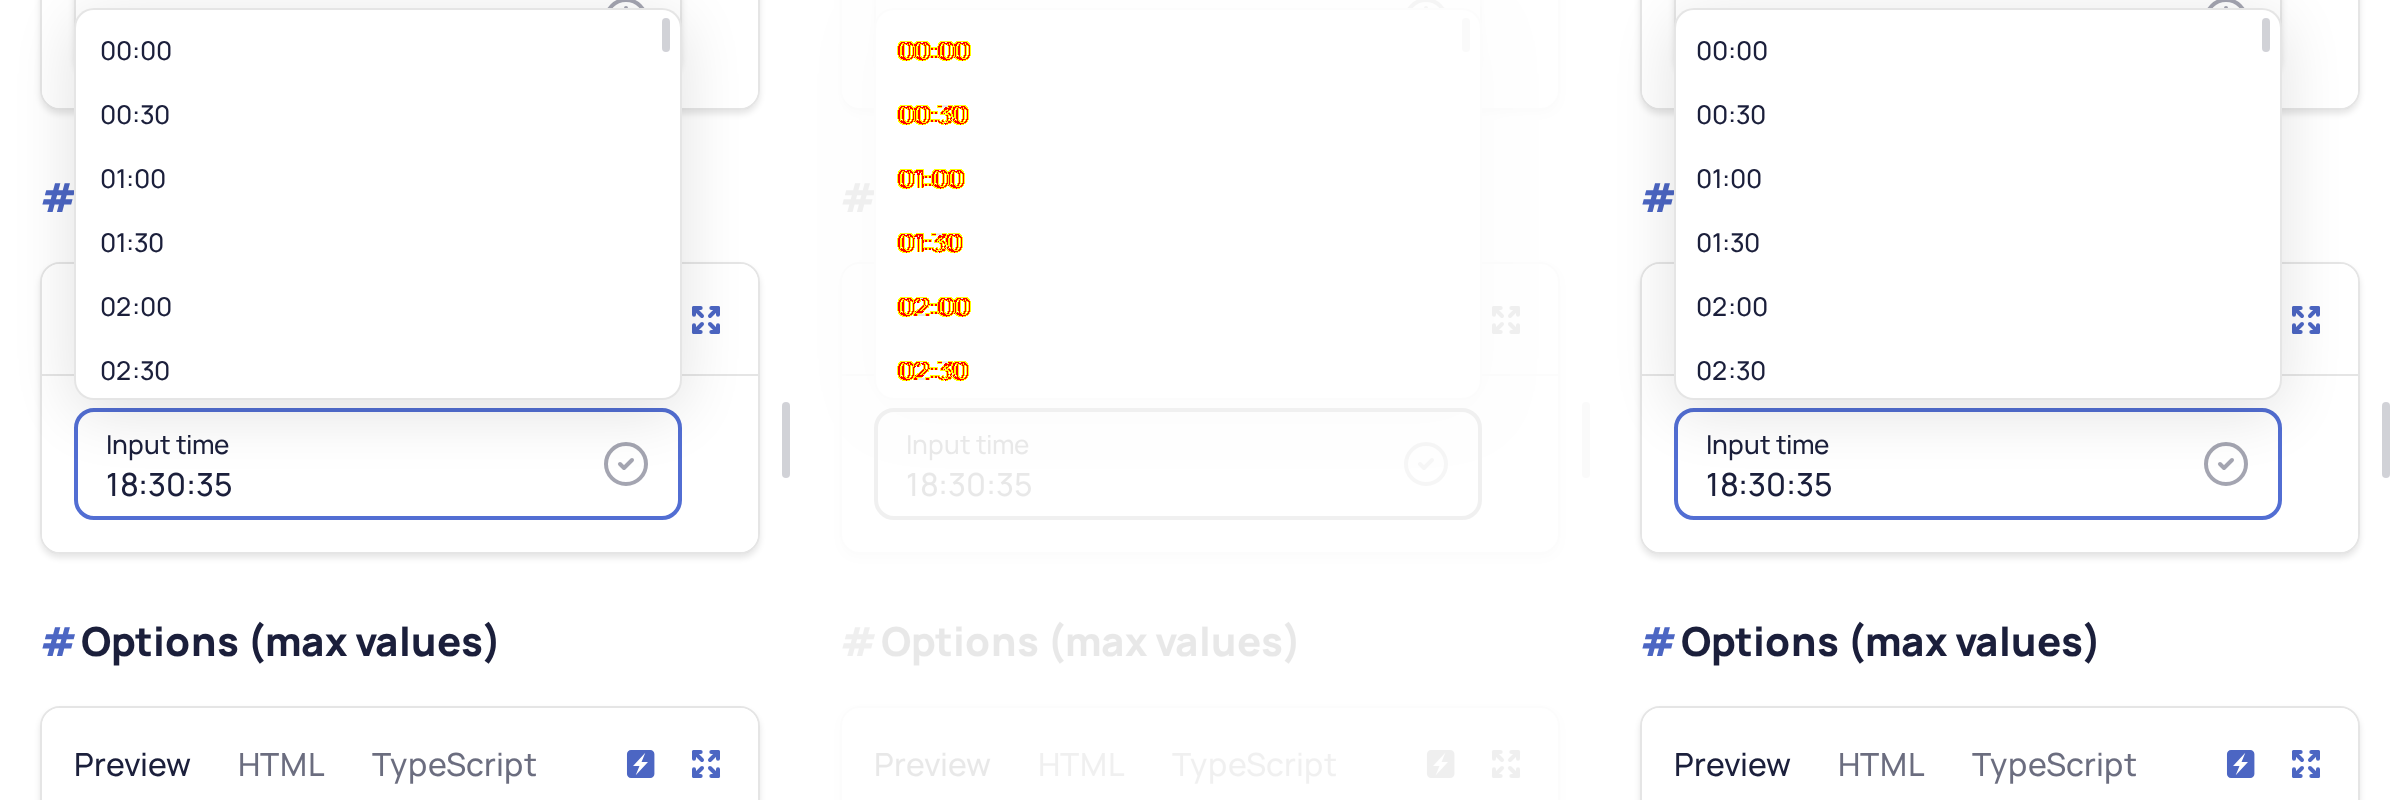 00:00
00:30
01:00
01:30
02:00
02:30
#
Input time
18:30:35
# Options (max values)
Preview HTML TypeScript
00:00
00:30
01:00
01:30
02:00
02:30
#
Input time
18:30:35
# Options (max values)
Preview HTML TypeScript
00:00
00:30
01:00
01:30
02:00
02:30
#
Input time
18:30:35
# Options (max values)
Preview HTML TypeScript